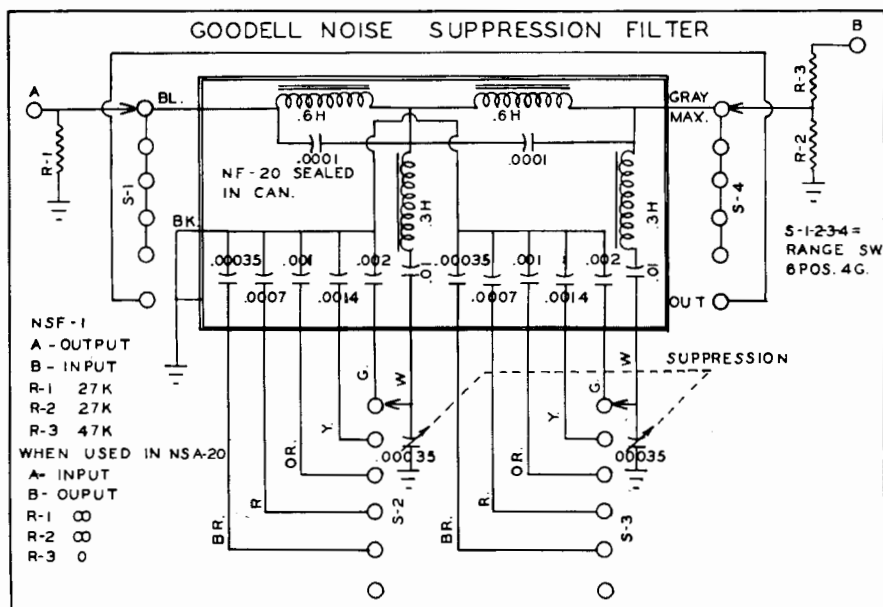 GOODELL NOISE SUPPRESSION FILTER
B
A
BL.
.6H
.6H
GRAY
MAX.
R-3
R-1
.0001
.0001
R-2
S-1
NF-20 SEALED
IN CAN.
.3H
.3H
S-4
BK.
S-1-2-3-4=
RANGE SW
6 POS. 4G.
.00035
.001
.002
.01
.00035
.001
.002
.01
.0007
.0014
.0007
.0014
OUT
NSF-1
A - OUTPUT
B - INPUT
R-1 27K
R-2 27K
R-3 47K
WHEN USED IN NSA-20
A - INPUT
B - OUPUT
R-1 ∞
R-2 ∞
R-3 0
SUPPRESSION
G.
W
G.
W
Y.
Y.
.00035
.00035
OR.
OR.
R
S-2
R.
S-3
BR.
BR.